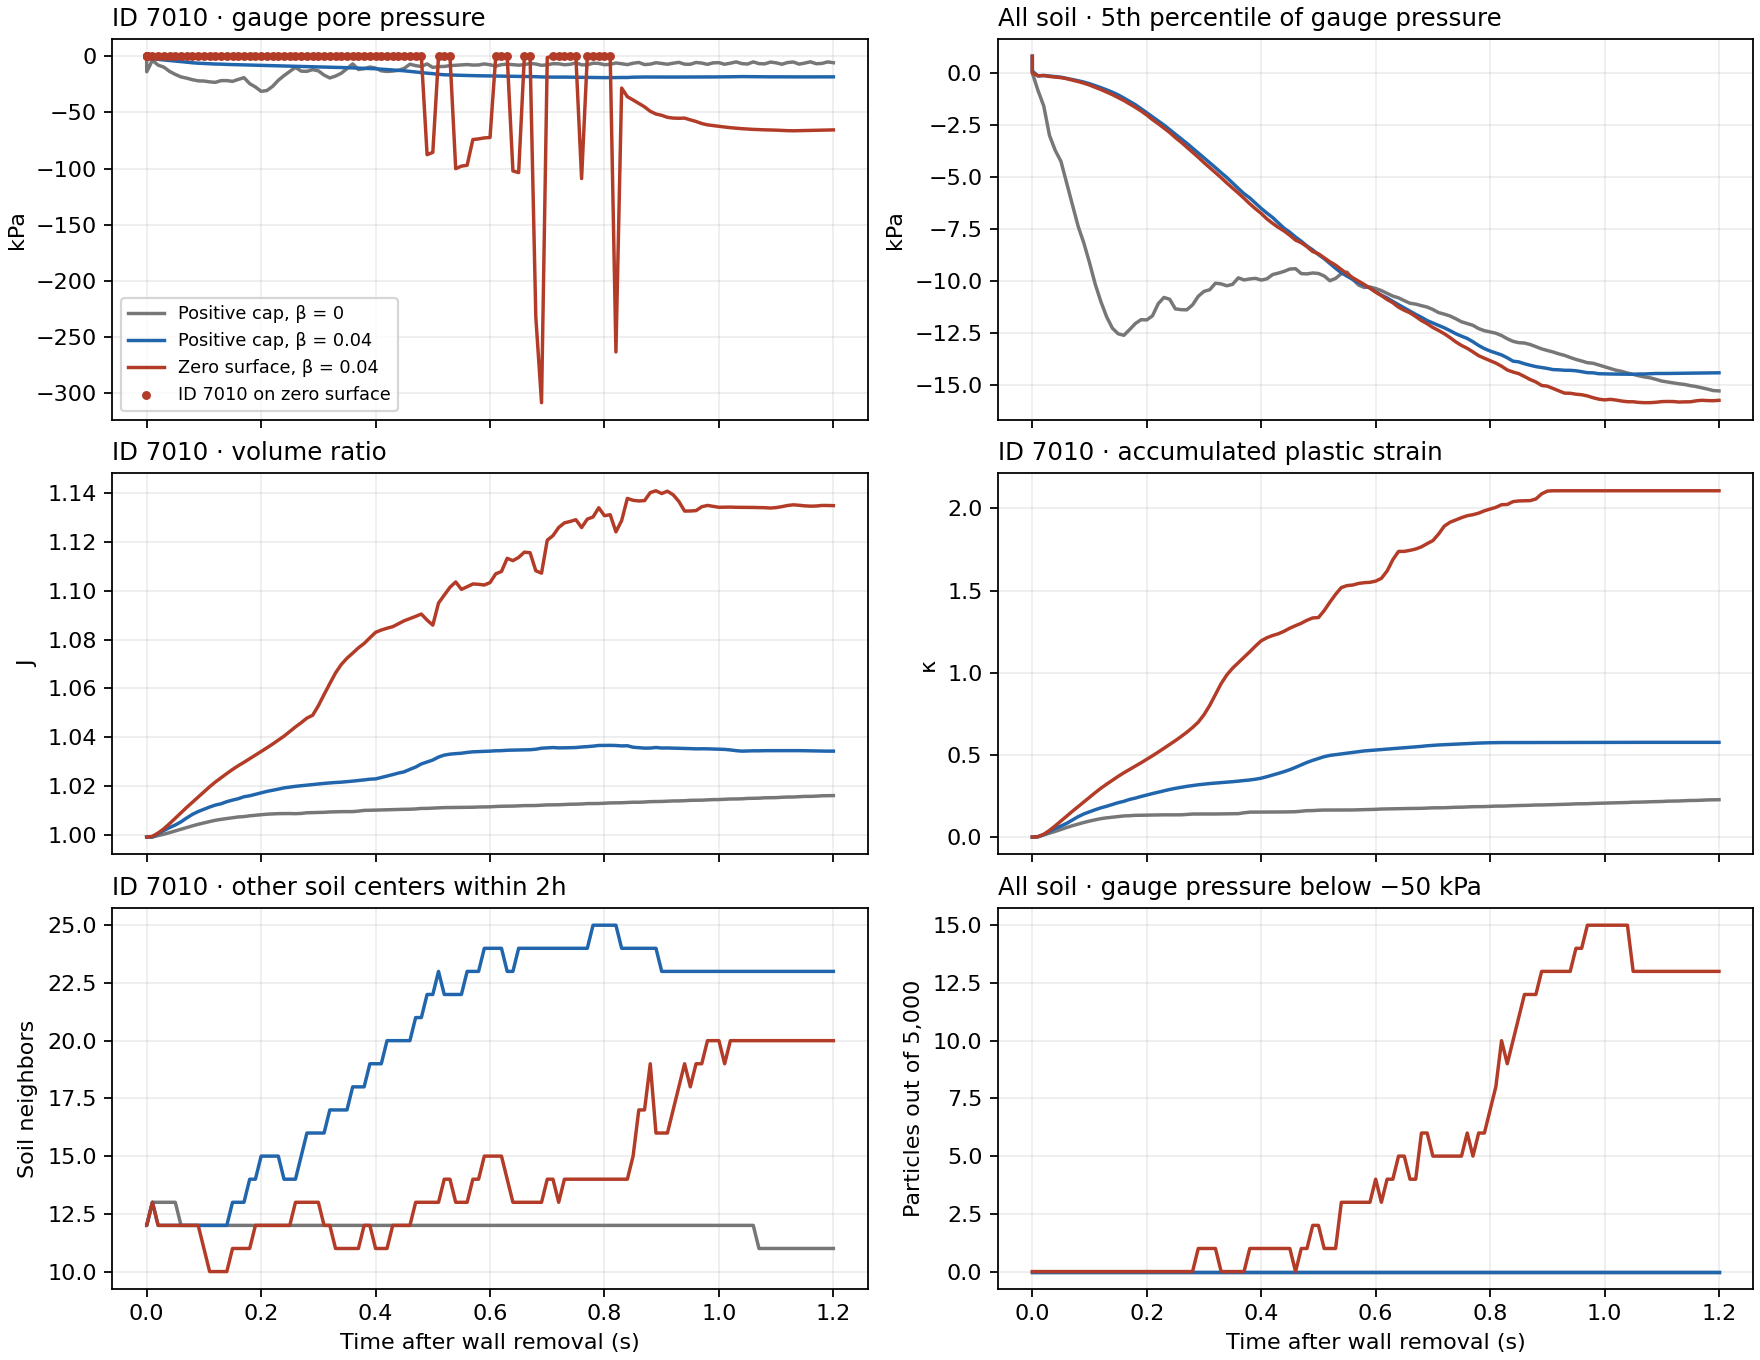 ID 7010 · gauge pore pressure
0
−50
−100
−150
−200
−250
−300
kPa
Positive cap, β = 0
Positive cap, β = 0.04
Zero surface, β = 0.04
ID 7010 on zero surface
All soil · 5th percentile of gauge pressure
0.0
−2.5
−5.0
−7.5
−10.0
−12.5
−15.0
kPa
ID 7010 · volume ratio
1.14
1.12
1.10
1.08
1.06
1.04
1.02
1.00
J
ID 7010 · accumulated plastic strain
2.0
1.5
1.0
0.5
0.0
κ
ID 7010 · other soil centers within 2h
25.0
22.5
20.0
17.5
15.0
12.5
10.0
Soil neighbors
0.0 0.2 0.4 0.6 0.8 1.0 1.2
Time after wall removal (s)
All soil · gauge pressure below −50 kPa
15.0
12.5
10.0
7.5
5.0
2.5
0.0
Particles out of 5,000
0.0 0.2 0.4 0.6 0.8 1.0 1.2
Time after wall removal (s)